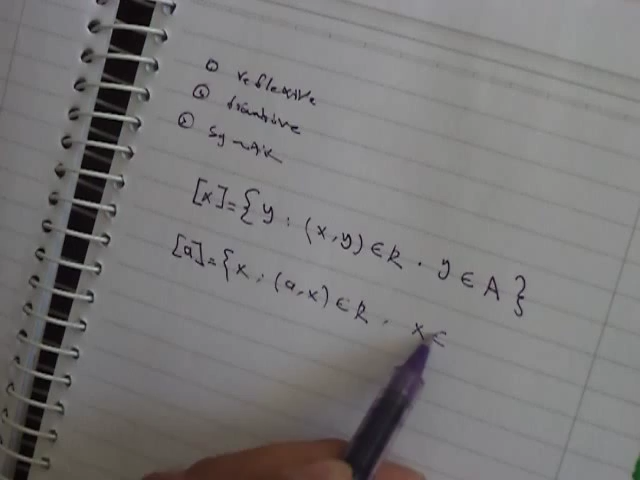 ① reflexive
② transitive
③ symmetric
[x]={y : (x,y)∈R , y∈A}
[a]={x : (a,x)∈R , x∈